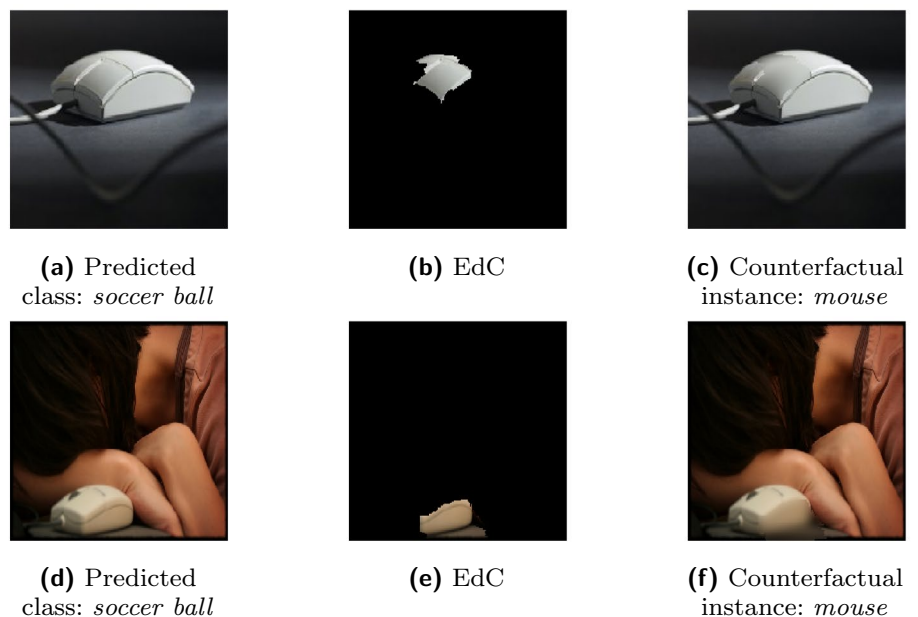 (a) Predicted
class: soccer ball
(b) EdC
(c) Counterfactual
instance: mouse
(d) Predicted
class: soccer ball
(e) EdC
(f) Counterfactual
instance: mouse